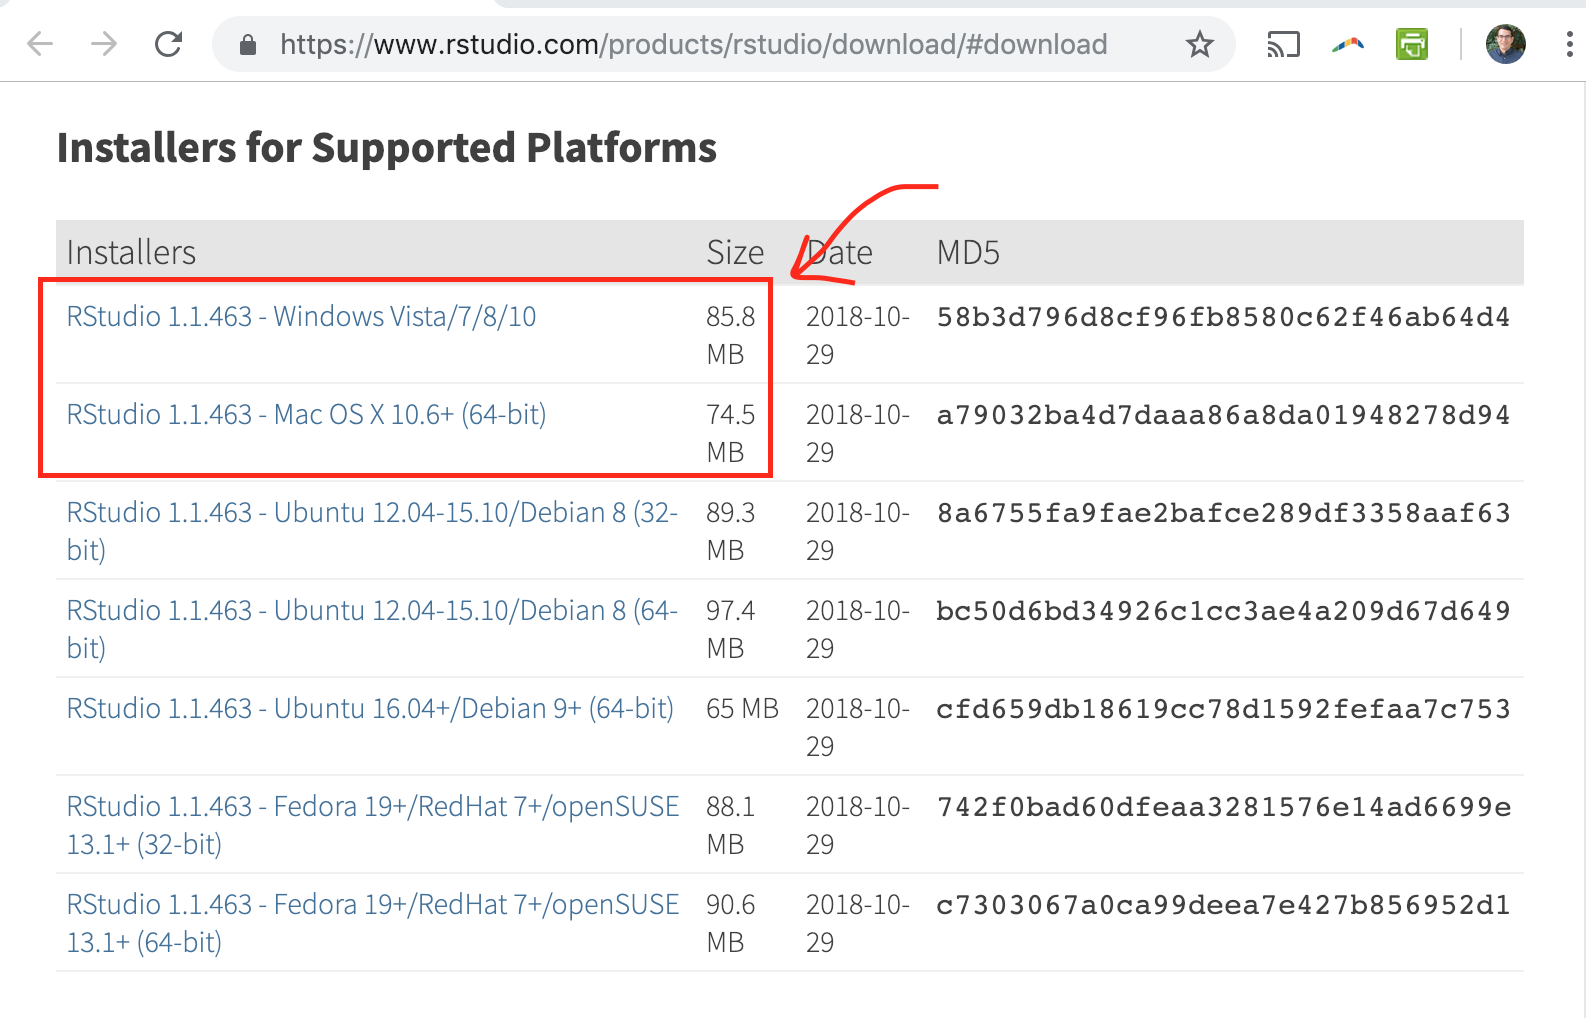 https://www.rstudio.com/products/rstudio/download/#download
Installers for Supported Platforms
Installers Size Date MD5
RStudio 1.1.463 - Windows Vista/7/8/10 85.8 2018-10- 58b3d796d8cf96fb8580c62f46ab64d4
MB 29
RStudio 1.1.463 - Mac OS X 10.6+ (64-bit) 74.5 2018-10- a79032ba4d7daaa86a8da01948278d94
MB 29
RStudio 1.1.463 - Ubuntu 12.04-15.10/Debian 8 (32- 89.3 2018-10- 8a6755fa9fae2bafce289df3358aaf63
bit) MB 29
RStudio 1.1.463 - Ubuntu 12.04-15.10/Debian 8 (64- 97.4 2018-10- bc50d6bd34926c1cc3ae4a209d67d649
bit) MB 29
RStudio 1.1.463 - Ubuntu 16.04+/Debian 9+ (64-bit) 65 MB 2018-10- cfd659db18619cc78d1592fefaa7c753
29
RStudio 1.1.463 - Fedora 19+/RedHat 7+/openSUSE 88.1 2018-10- 742f0bad60dfeaa3281576e14ad6699e
13.1+ (32-bit) MB 29
RStudio 1.1.463 - Fedora 19+/RedHat 7+/openSUSE 90.6 2018-10- c7303067a0ca99deea7e427b856952d1
13.1+ (64-bit) MB 29